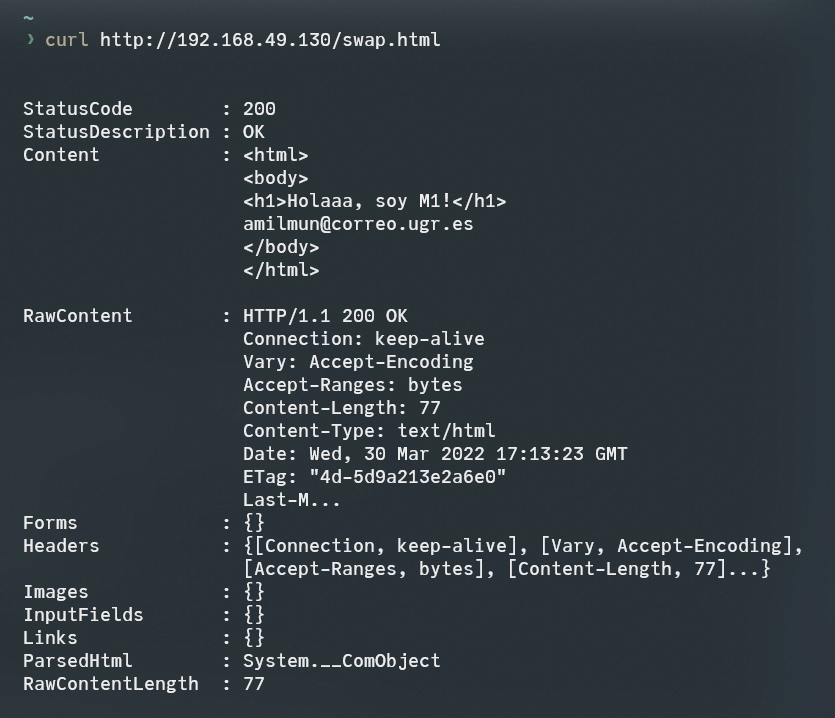 ~
❯ curl http://192.168.49.130/swap.html
StatusCode : 200
StatusDescription : OK
Content : <html>
<body>
<h1>Holaaa, soy M1!</h1>
amilmun@correo.ugr.es
</body>
</html>
RawContent : HTTP/1.1 200 OK
Connection: keep-alive
Vary: Accept-Encoding
Accept-Ranges: bytes
Content-Length: 77
Content-Type: text/html
Date: Wed, 30 Mar 2022 17:13:23 GMT
ETag: "4d-5d9a213e2a6e0"
Last-M...
Forms : {}
Headers : {[Connection, keep-alive], [Vary, Accept-Encoding],
[Accept-Ranges, bytes], [Content-Length, 77]...}
Images : {}
InputFields : {}
Links : {}
ParsedHtml : System.__ComObject
RawContentLength : 77